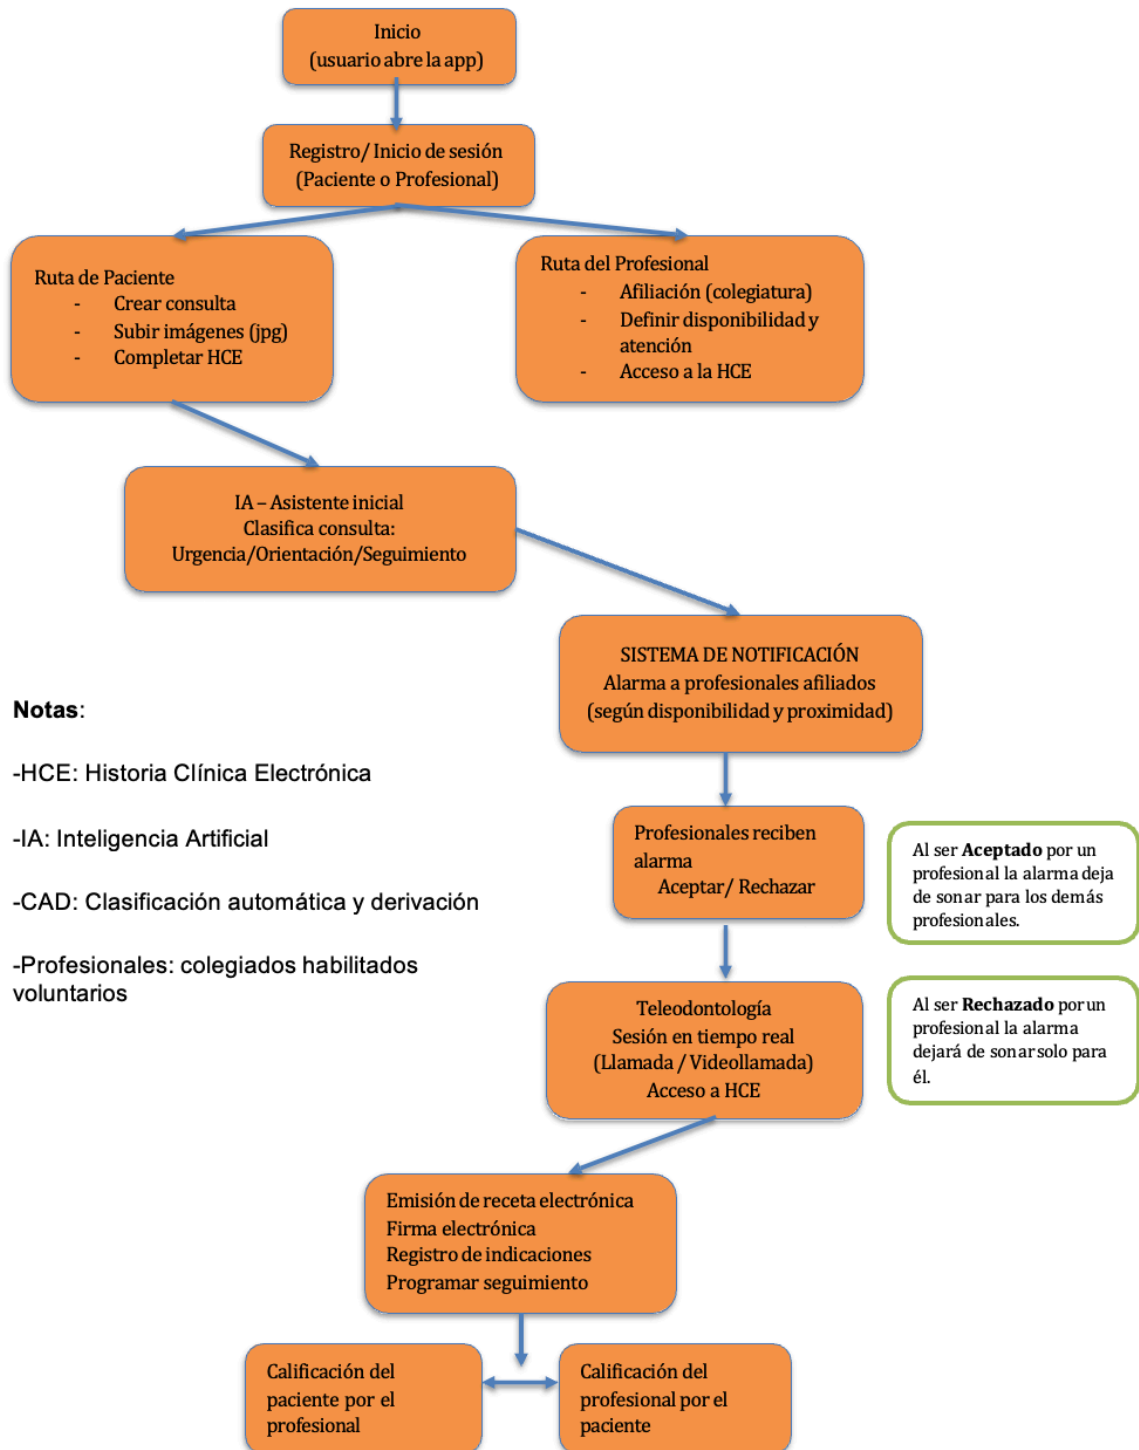 Inicio
(usuario abre la app)
Registro/ Inicio de sesión
(Paciente o Profesional)
Ruta de Paciente
- Crear consulta
- Subir imágenes (jpg)
- Completar HCE
Ruta del Profesional
- Afiliación (colegiatura)
- Definir disponibilidad y
atención
- Acceso a la HCE
IA – Asistente inicial
Clasifica consulta:
Urgencia/Orientación/Seguimiento
SISTEMA DE NOTIFICACIÓN
Alarma a profesionales afiliados
(según disponibilidad y proximidad)
Notas:
-HCE: Historia Clínica Electrónica
-IA: Inteligencia Artificial
-CAD: Clasificación automática y derivación
-Profesionales: colegiados habilitados
voluntarios
Profesionales reciben
alarma
Aceptar/ Rechazar
Al ser Aceptado por un
profesional la alarma deja
de sonar para los demás
profesionales.
Teleodontología
Sesión en tiempo real
(Llamada / Videollamada)
Acceso a HCE
Al ser Rechazado por un
profesional la alarma
dejará de sonar solo para
él.
Emisión de receta electrónica
Firma electrónica
Registro de indicaciones
Programar seguimiento
Calificación del
paciente por el
profesional
Calificación del
profesional por el
paciente